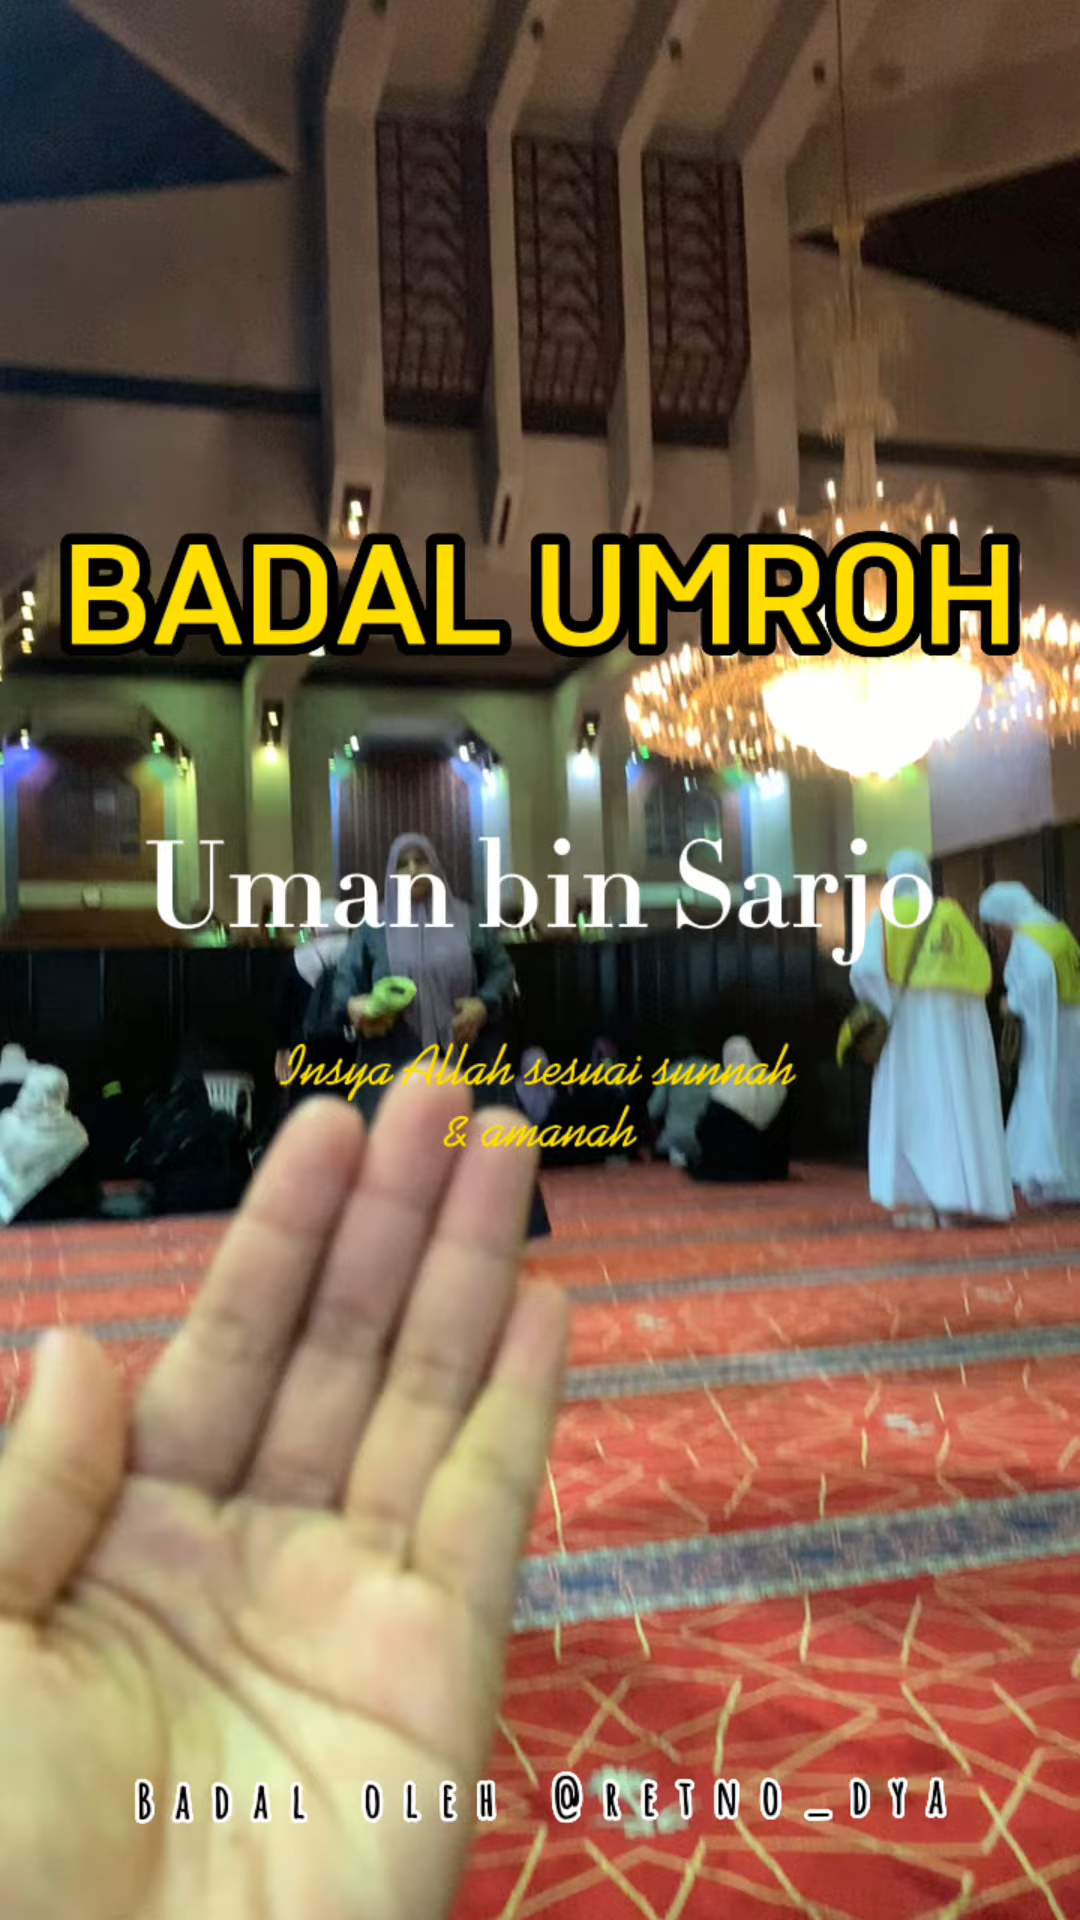 BADAL UMROH
Uman bin Sarjo
Insya Allah sesuai sunnah
& amanah
BADAL OLEH @RETNO_DYA